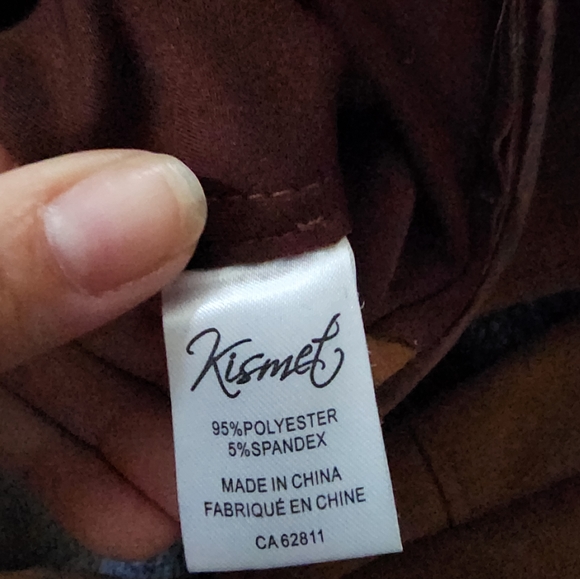 Kismet
95%POLYESTER
5%SPANDEX
MADE IN CHINA
FABRIQUÉ EN CHINE
CA 62811